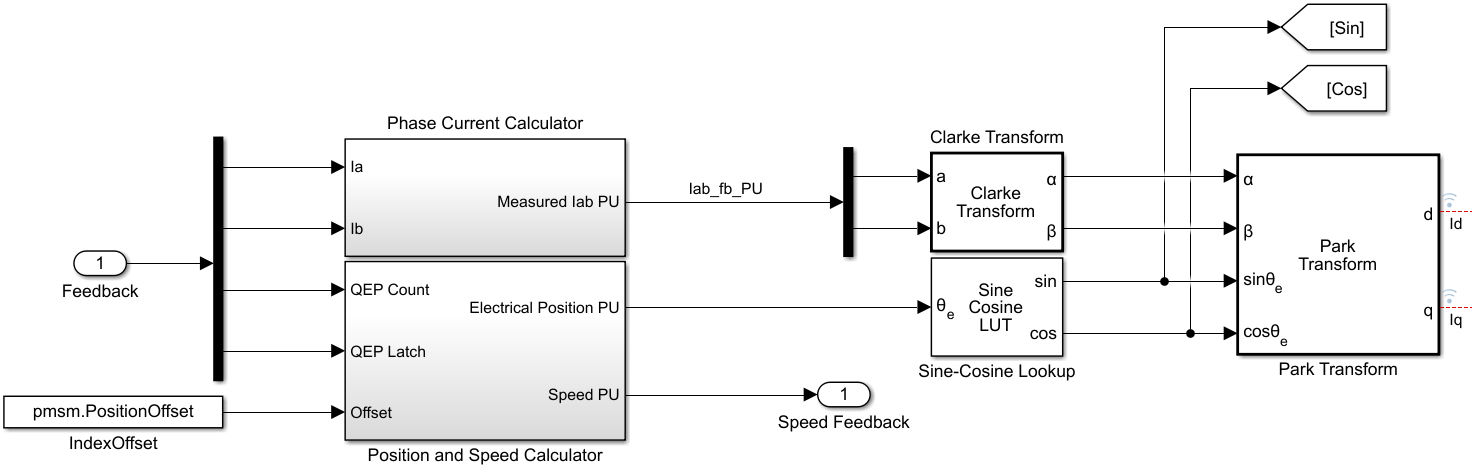 [Sin]
[Cos]
Phase Current Calculator
Ia
Ib
Measured Iab PU
Iab_fb_PU
Clarke Transform
a
b
Clarke
Transform
α
β
1
Feedback
QEP Count
QEP Latch
Offset
Electrical Position PU
Speed PU
Position and Speed Calculator
pmsm.PositionOffset
IndexOffset
1
Speed Feedback
θe
Sine
Cosine
LUT
sin
cos
Sine-Cosine Lookup
α
β
sinθe
cosθe
Park
Transform
d
q
Park Transform
Id
Iq